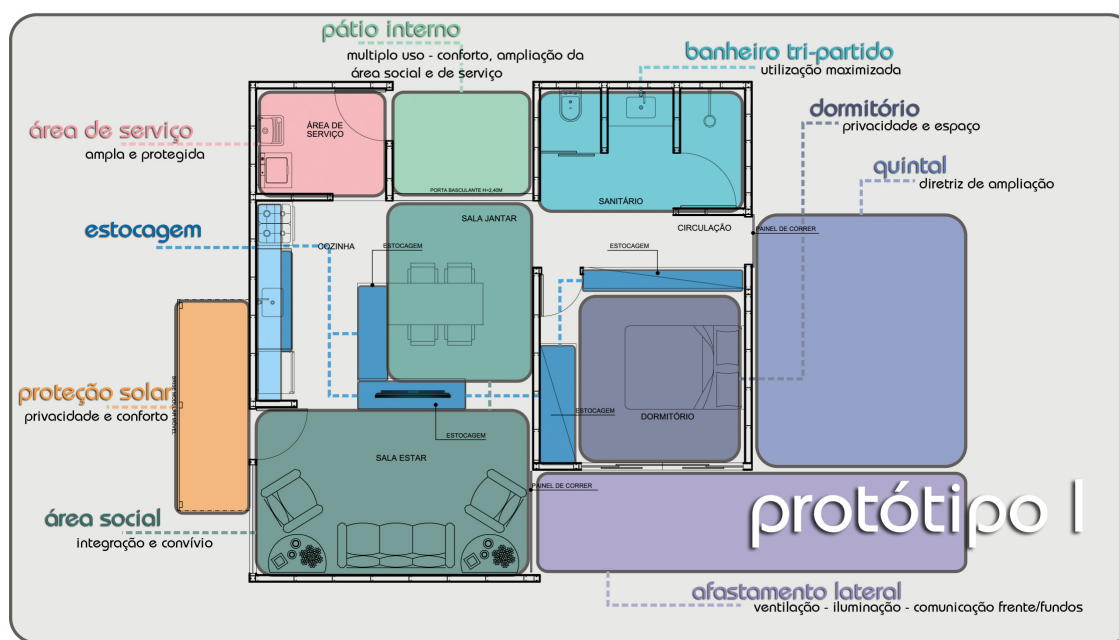 pátio interno
multiplo uso - conforto, ampliação da
área social e de serviço
banheiro tri-partido
utilização maximizada
dormitório
privacidade e espaço
área de serviço
ampla e protegida
ÁREA DE
SERVIÇO
quintal
diretriz de ampliação
PORTA BASCULANTE H=2,40M
SANITÁRIO
SALA JANTAR
CIRCULAÇÃO
PAINEL DE CORRER
estocagem
COZINHA
ESTOCAGEM
ESTOCAGEM
proteção solar
privacidade e conforto
ESTOCAGEM
DORMITÓRIO
ESTOCAGEM
SALA ESTAR
PAINEL DE CORRER
protótipo I
área social
integração e convívio
afastamento lateral
ventilação - iluminação - comunicação frente/fundos